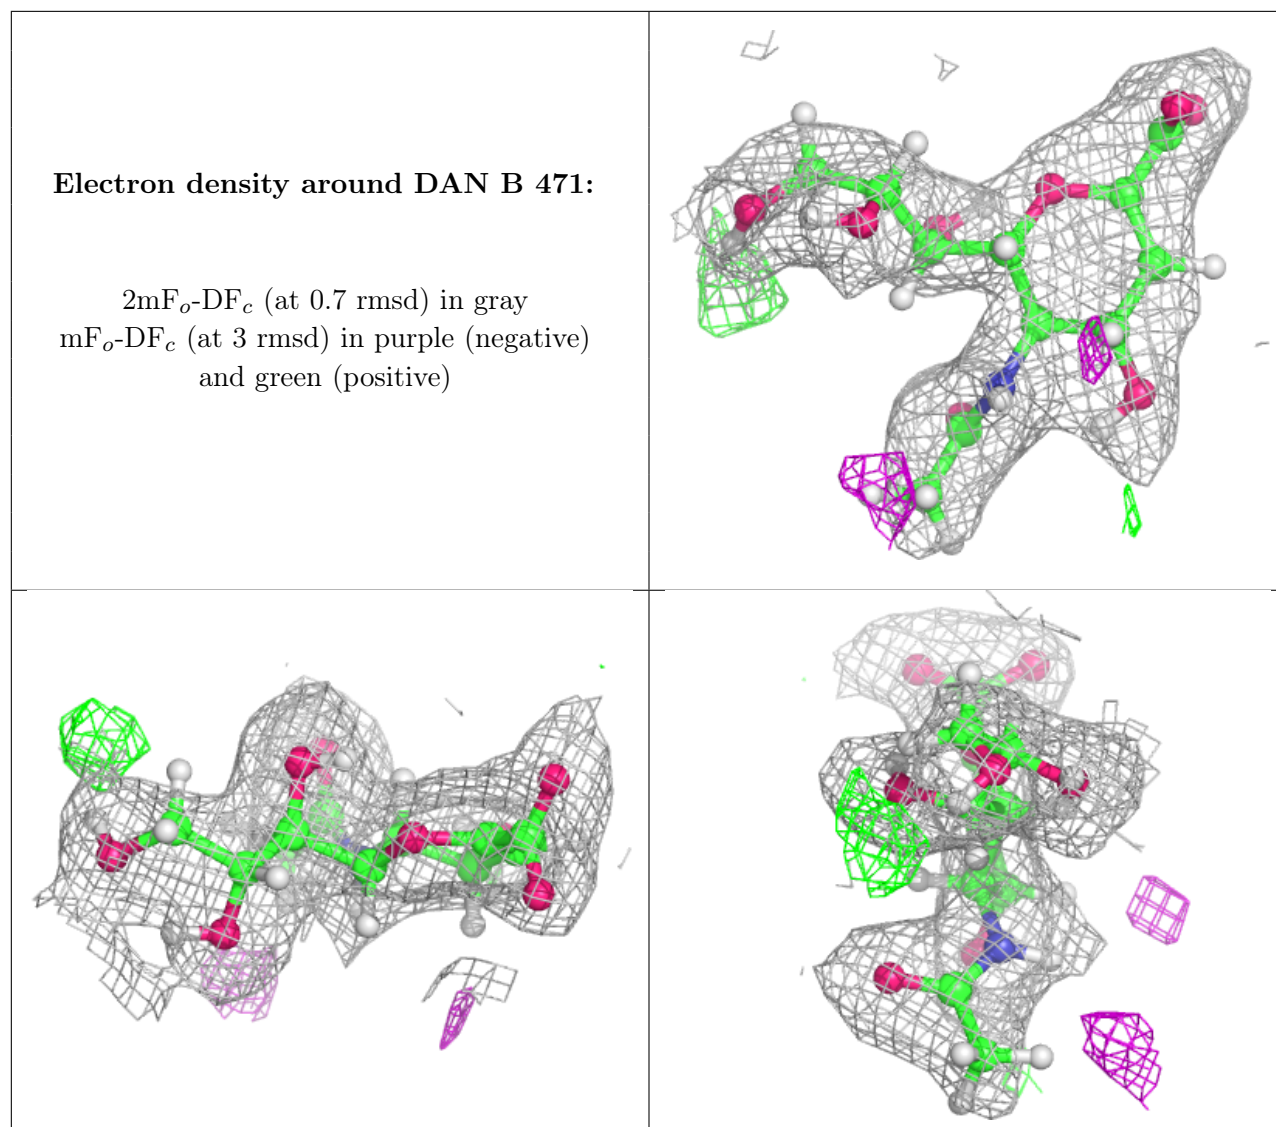 Electron density around DAN B 471:
2mFo-DFc (at 0.7 rmsd) in gray
mFo-DFc (at 3 rmsd) in purple (negative)
and green (positive)